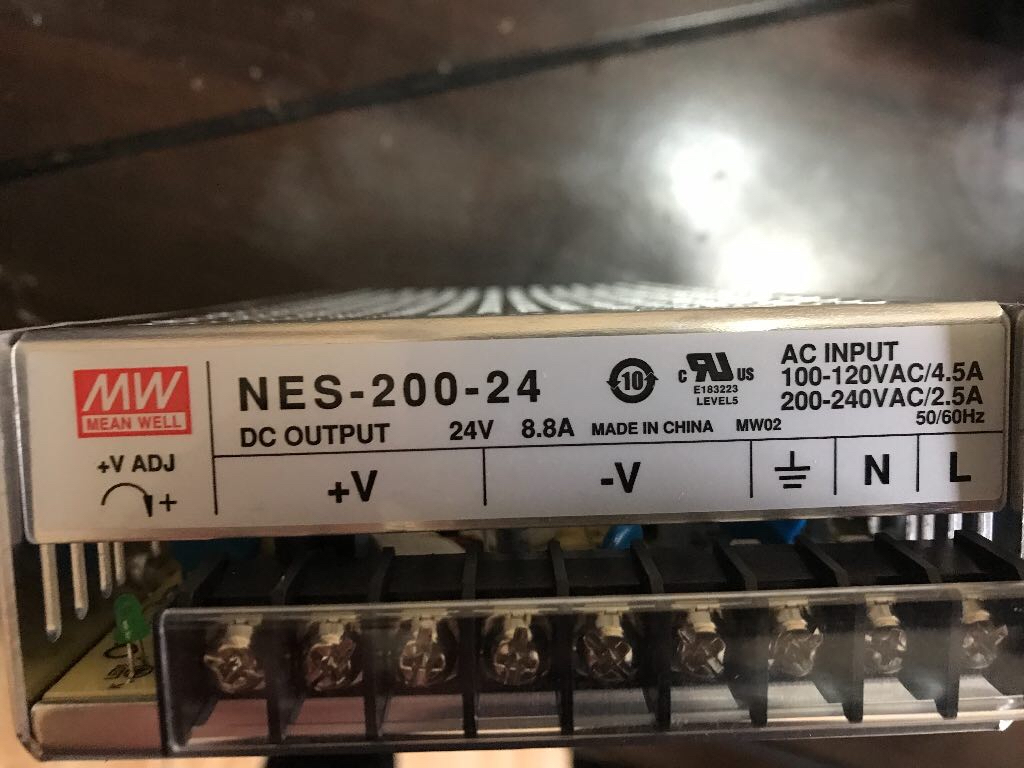 MW
MEAN WELL
+V ADJ
+
NES-200-24
DC OUTPUT 24V 8.8A MADE IN CHINA MW02
10
c RU US
E183223
LEVEL5
AC INPUT
100-120VAC/4.5A
200-240VAC/2.5A
50/60Hz
+V -V N L